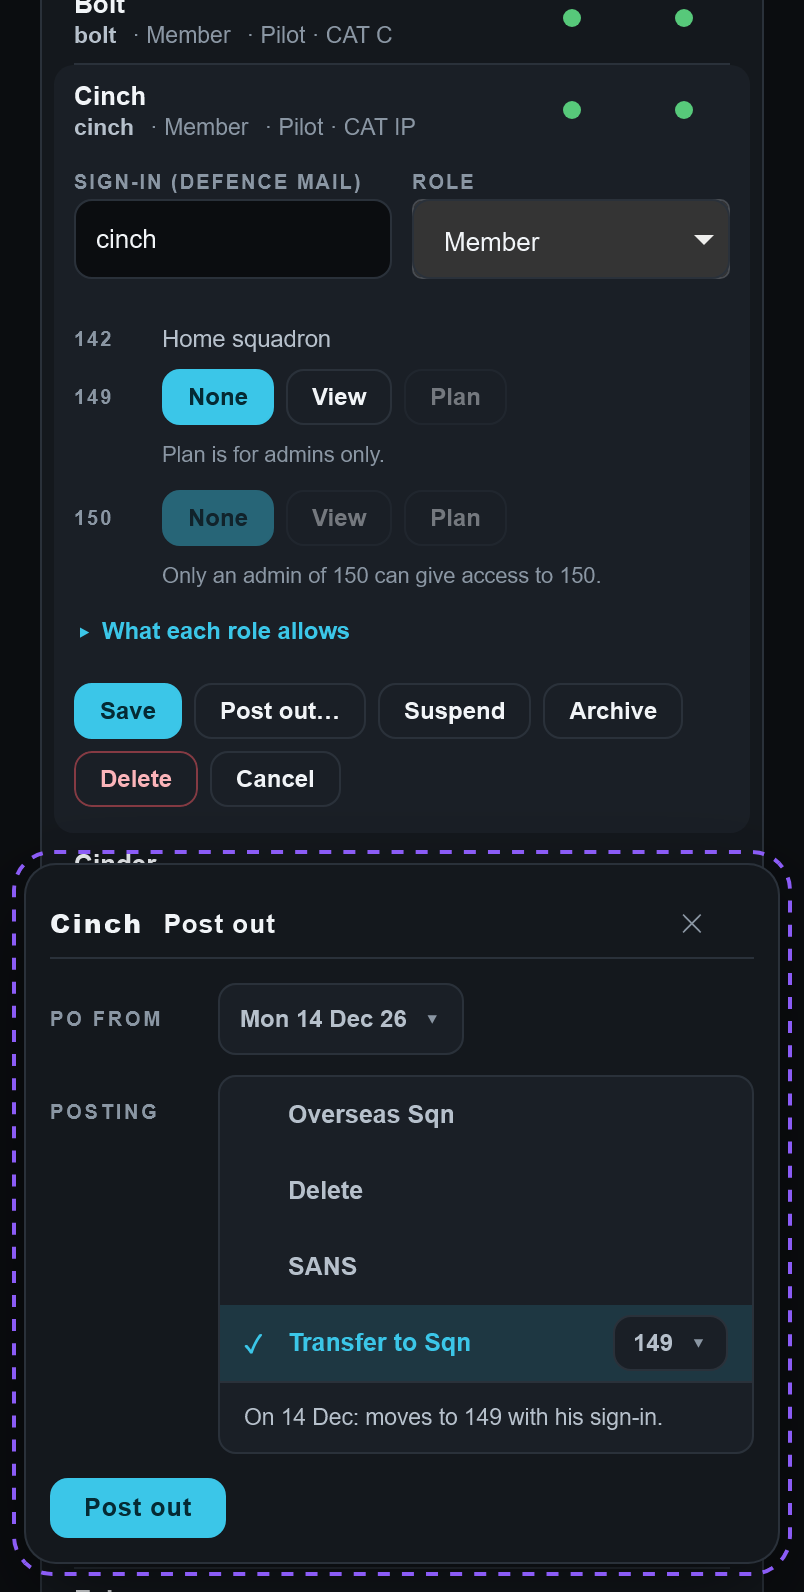 Bolt
bolt · Member · Pilot · CAT C
Cinch
cinch · Member · Pilot · CAT IP
SIGN-IN (DEFENCE MAIL) ROLE
cinch Member
142 Home squadron
149 None View Plan
Plan is for admins only.
150 None View Plan
Only an admin of 150 can give access to 150.
▸ What each role allows
Save Post out... Suspend Archive
Delete Cancel
Cinder
Cinch Post out ×
PO FROM Mon 14 Dec 26 ▾
POSTING Overseas Sqn
Delete
SANS
✓ Transfer to Sqn 149 ▾
On 14 Dec: moves to 149 with his sign-in.
Post out